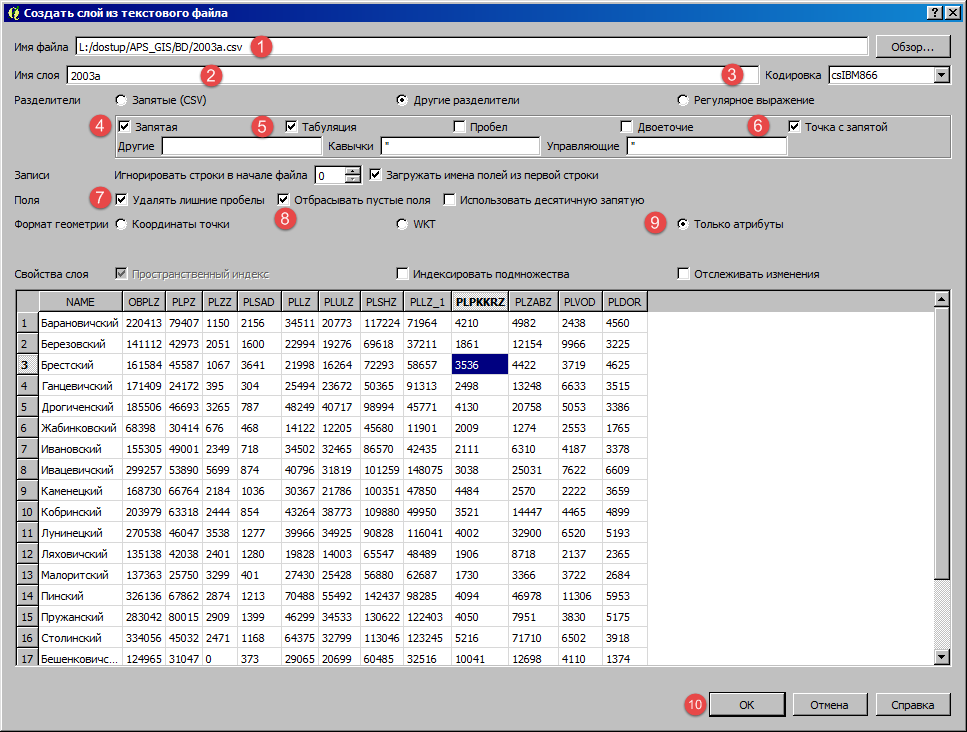 Создать слой из текстового файла
Имя файла L:/dostup/APS_GIS/BD/2003a.csv 1 Обзор...
Имя слоя 2003a 2 3 Кодировка csIBM866
Разделители Запятые (CSV) Другие разделители Регулярное выражение
4 Запятая 5 Табуляция Пробел Двоеточие 6 Точка с запятой
Другие Кавычки " Управляющие "
Записи Игнорировать строки в начале файла 0 Загружать имена полей из первой строки
Поля 7 Удалять лишние пробелы Отбрасывать пустые поля Использовать десятичную запятую
8
Формат геометрии Координаты точки WKT 9 Только атрибуты
Свойства слоя Пространственный индекс Индексировать подмножества Отслеживать изменения
NAME OBPLZ PLPZ PLZZ PLSAD PLLZ PLULZ PLSHZ PLLZ_1 PLPKKRZ PLZABZ PLVOD PLDOR
1 Барановичский 220413 79407 1150 2156 34511 20773 117224 71964 4210 4982 2438 4560
2 Березовский 141112 42973 2051 1600 22994 19276 69618 37211 1861 12154 9966 3225
3 Брестский 161584 45587 1067 3641 21998 16264 72293 58657 3536 4422 3719 4625
4 Ганцевичский 171409 24172 395 304 25494 23672 50365 91313 2498 13248 6633 3515
5 Дрогиченский 185506 46693 3265 787 48249 40717 98994 45771 4130 20758 5053 3386
6 Жабинковский 68398 30414 676 468 14122 12205 45680 11901 2009 1274 2553 1765
7 Ивановский 155305 49001 2349 718 34502 32465 86570 42435 2111 6310 4187 3378
8 Ивацевичский 299257 53890 5699 874 40796 31819 101259 148075 3038 25031 7622 6609
9 Каменецкий 168730 66764 2184 1036 30367 21786 100351 47850 4484 2570 2222 3659
10 Кобринский 203979 63318 2444 854 43264 38773 109880 49950 3521 14447 4465 4899
11 Лунинецкий 270538 46047 3538 1277 39966 34925 90828 116041 4002 32900 6520 5193
12 Ляховичский 135138 42038 2401 1280 19828 14003 65547 48489 1906 8718 2137 2365
13 Малоритский 137363 25750 3299 401 27430 25428 56880 62687 1730 3366 3722 2684
14 Пинский 326136 67862 2874 1213 70488 55492 142437 98285 4094 46978 11306 5953
15 Пружанский 283042 80015 2909 1399 46299 34533 130622 122403 4050 7951 3830 5175
16 Столинский 334056 45032 2471 1168 64375 32799 113046 123245 5216 71710 6502 3918
17 Бешенковичс... 124965 31047 0 373 29065 20699 60485 32516 10041 12698 4110 1374
10 OK Отмена Справка